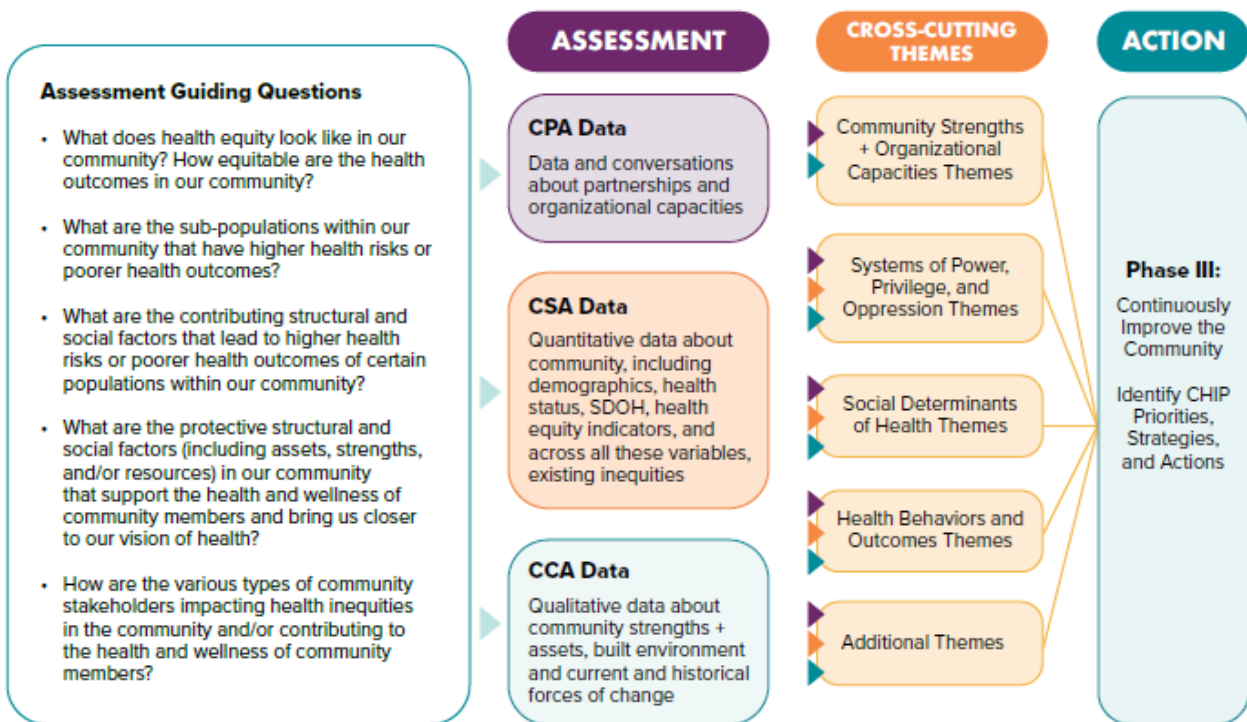 Assessment Guiding Questions
• What does health equity look like in our
community? How equitable are the health
outcomes in our community?
• What are the sub-populations within our
community that have higher health risks or
poorer health outcomes?
• What are the contributing structural and
social factors that lead to higher health
risks or poorer health outcomes of certain
populations within our community?
• What are the protective structural and
social factors (including assets, strengths,
and/or resources) in our community
that support the health and wellness of
community members and bring us closer
to our vision of health?
• How are the various types of community
stakeholders impacting health inequities
in the community and/or contributing to
the health and wellness of community
members?
ASSESSMENT
CPA Data
Data and conversations
about partnerships and
organizational capacities
CSA Data
Quantitative data about
community, including
demographics, health
status, SDOH, health
equity indicators, and
across all these variables,
existing inequities
CCA Data
Qualitative data about
community strengths +
assets, built environment
and current and historical
forces of change
CROSS-CUTTING
THEMES
Community Strengths
+ Organizational
Capacities Themes
Systems of Power,
Privilege, and
Oppression Themes
Social Determinants
of Health Themes
Health Behaviors and
Outcomes Themes
Additional Themes
ACTION
Phase III:
Continuously
Improve the
Community
Identify CHIP
Priorities,
Strategies,
and Actions